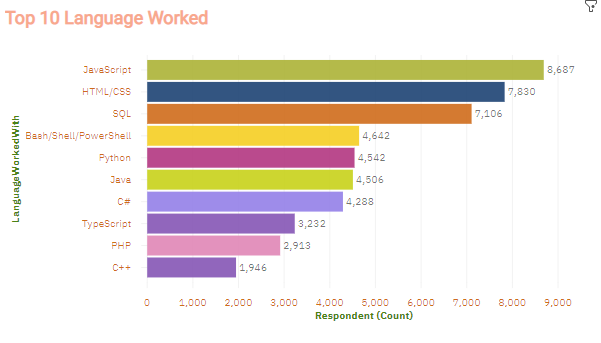 Top 10 Language Worked
LanguageWorkedWith
JavaScript 8,687
HTML/CSS 7,830
SQL 7,106
Bash/Shell/PowerShell 4,642
Python 4,542
Java 4,506
C# 4,288
TypeScript 3,232
PHP 2,913
C++ 1,946
0 1,000 2,000 3,000 4,000 5,000 6,000 7,000 8,000 9,000
Respondent (Count)